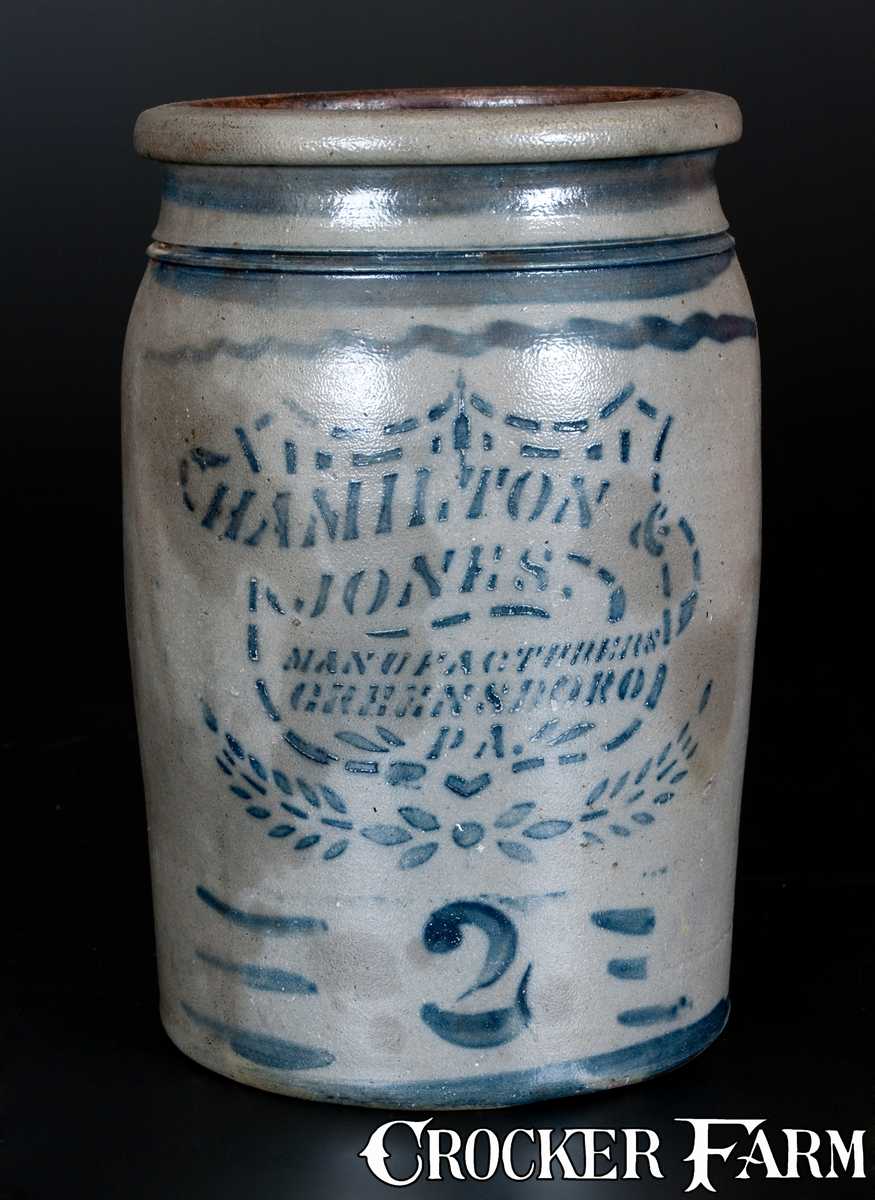 HAMILTON &
JONES.
MANUFACTURERS
GREENSBORO
PA.
2
CROCKER FARM